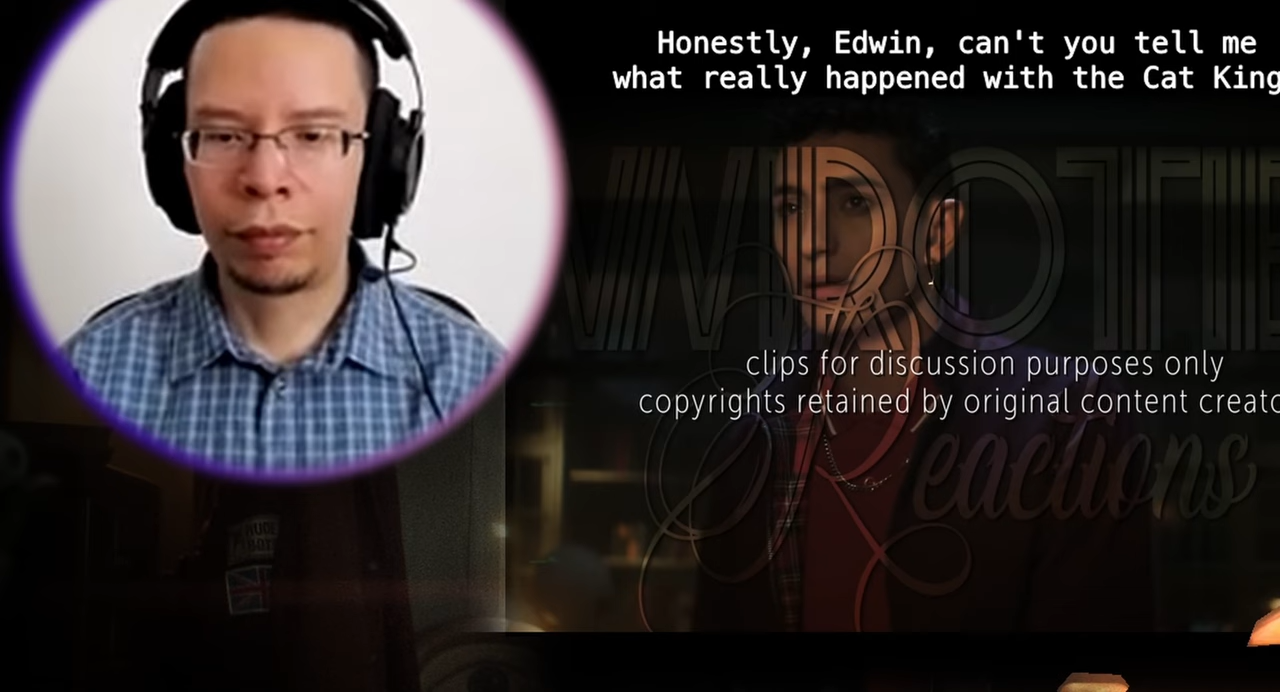 Honestly, Edwin, can't you tell me
what really happened with the Cat King
clips for discussion purposes only
copyrights retained by original content creato
Reactions